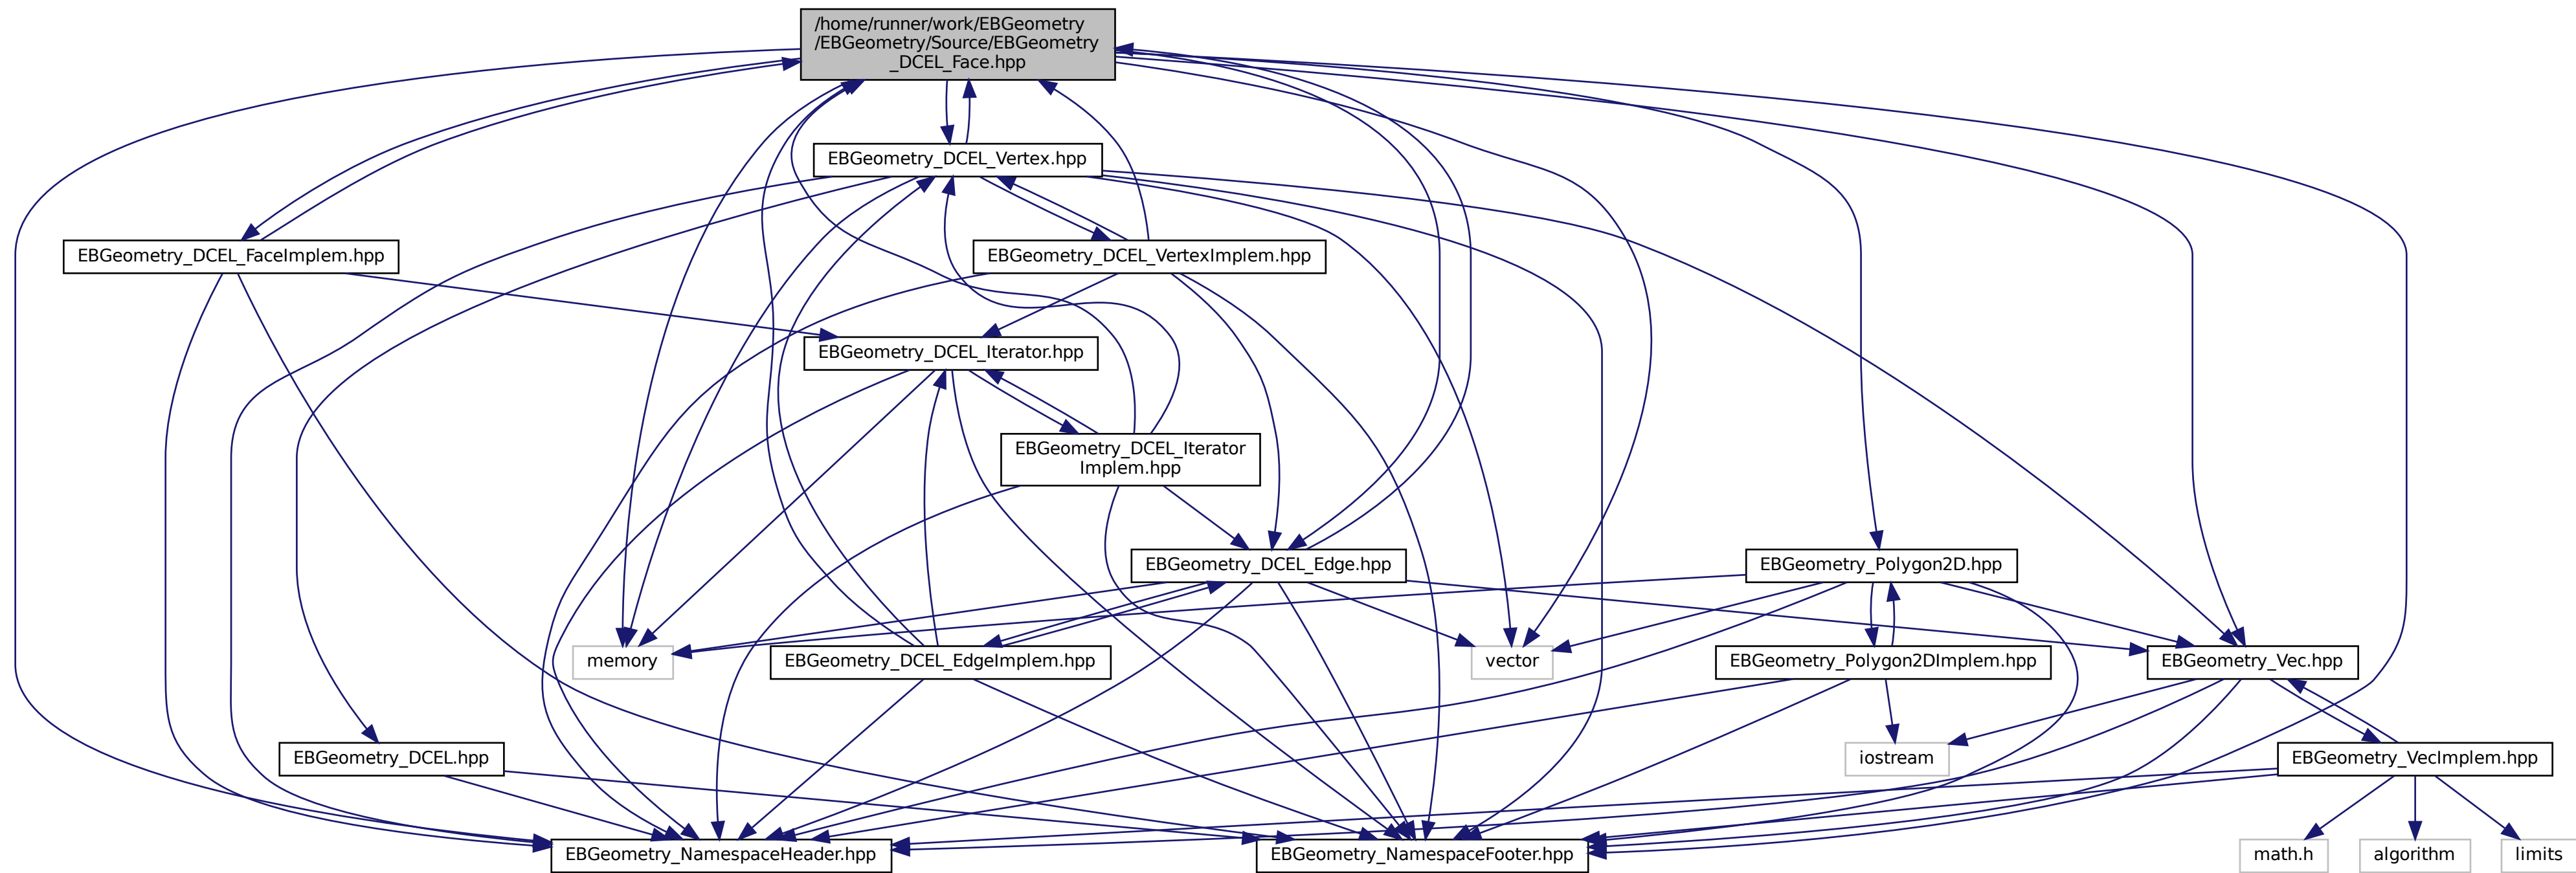 /home/runner/work/EBGeometry
/EBGeometry/Source/EBGeometry
_DCEL_Face.hpp
EBGeometry_DCEL_Vertex.hpp
EBGeometry_DCEL_FaceImplem.hpp
EBGeometry_DCEL_VertexImplem.hpp
EBGeometry_DCEL_Iterator.hpp
EBGeometry_DCEL_Iterator
Implem.hpp
EBGeometry_DCEL_Edge.hpp
EBGeometry_Polygon2D.hpp
memory
EBGeometry_DCEL_EdgeImplem.hpp
vector
EBGeometry_Polygon2DImplem.hpp
EBGeometry_Vec.hpp
EBGeometry_DCEL.hpp
iostream
EBGeometry_VecImplem.hpp
EBGeometry_NamespaceHeader.hpp
EBGeometry_NamespaceFooter.hpp
math.h
algorithm
limits